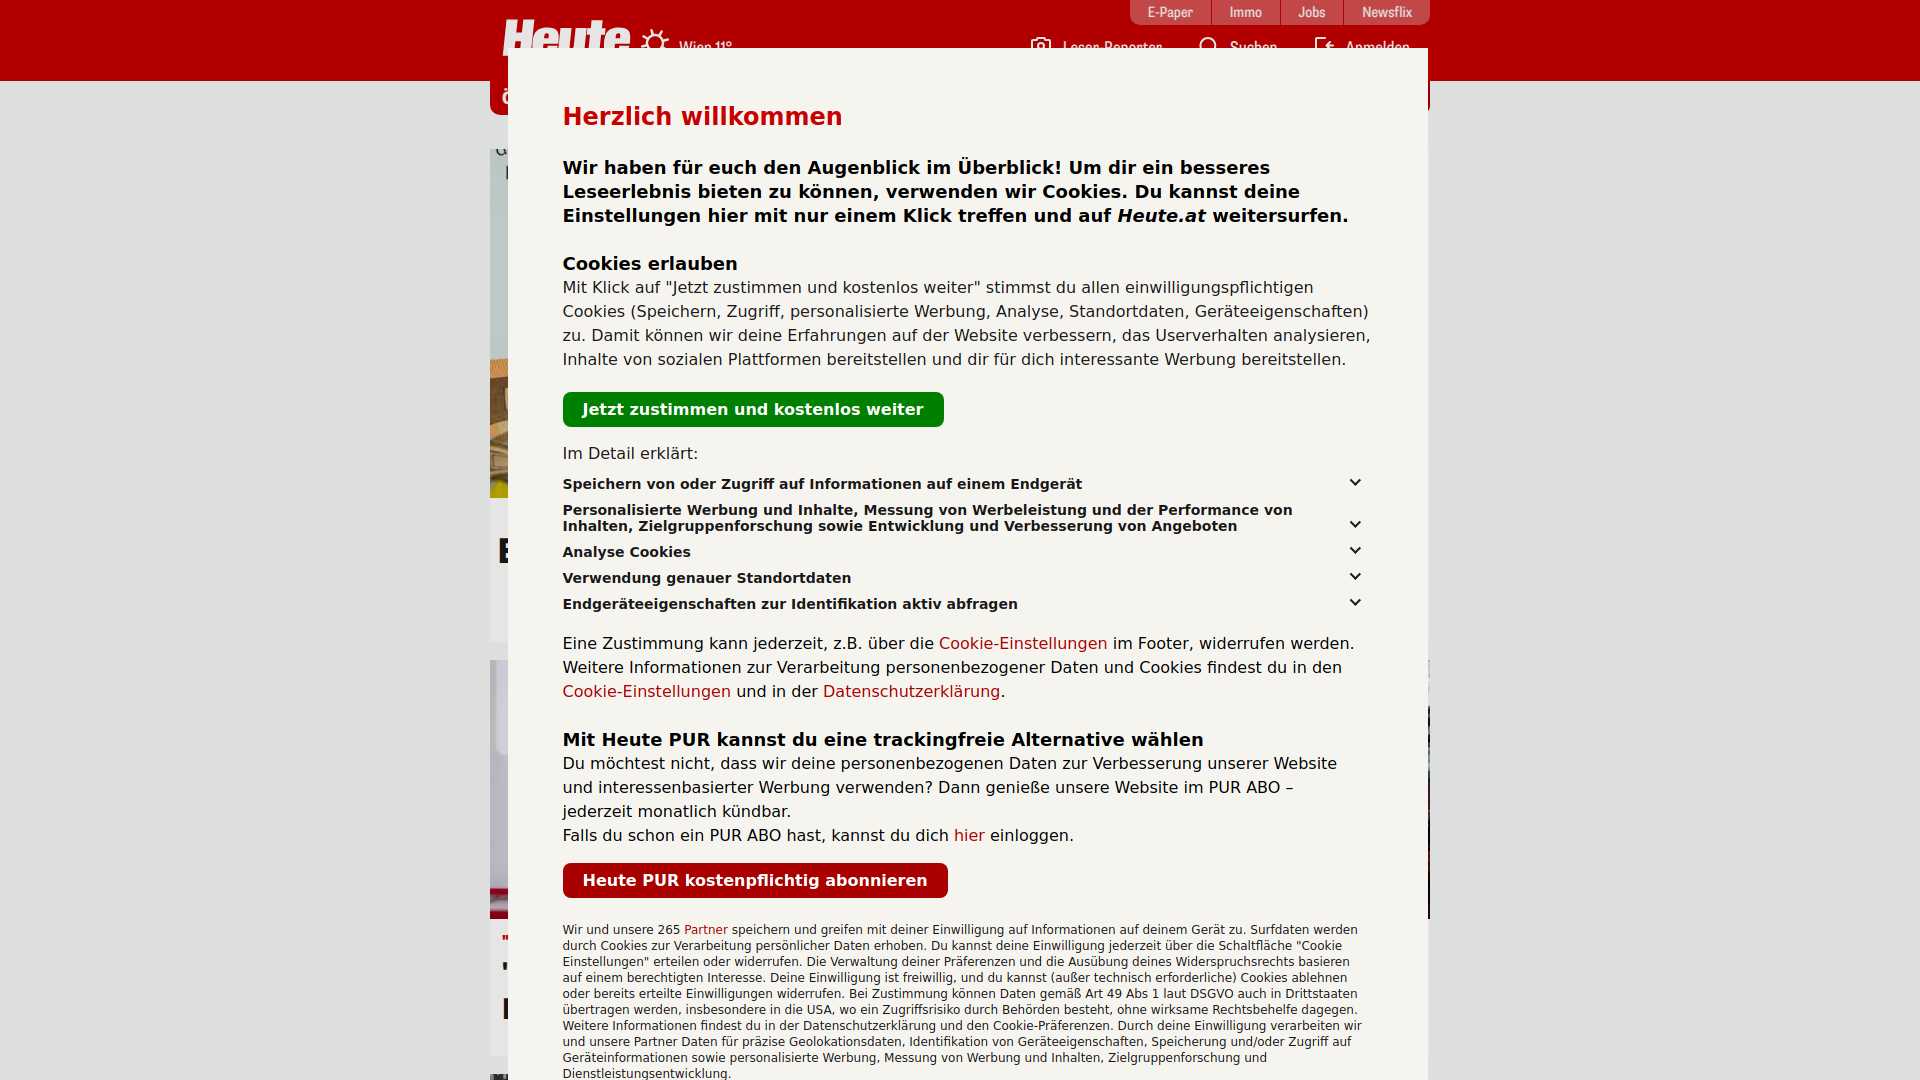 E-Paper
Immo
Jobs
Newsflix
Heute
Wien 11°
Leser-Reporter
Suchen
Anmelden
Herzlich willkommen
Wir haben für euch den Augenblick im Überblick! Um dir ein besseres
Leseerlebnis bieten zu können, verwenden wir Cookies. Du kannst deine
Einstellungen hier mit nur einem Klick treffen und auf Heute.at weitersurfen.
Cookies erlauben
Mit Klick auf "Jetzt zustimmen und kostenlos weiter" stimmst du allen einwilligungspflichtigen
Cookies (Speichern, Zugriff, personalisierte Werbung, Analyse, Standortdaten, Geräteeigenschaften)
zu. Damit können wir deine Erfahrungen auf der Website verbessern, das Userverhalten analysieren,
Inhalte von sozialen Plattformen bereitstellen und dir für dich interessante Werbung bereitstellen.
Jetzt zustimmen und kostenlos weiter
Im Detail erklärt:
Speichern von oder Zugriff auf Informationen auf einem Endgerät
Personalisierte Werbung und Inhalte, Messung von Werbeleistung und der Performance von
Inhalten, Zielgruppenforschung sowie Entwicklung und Verbesserung von Angeboten
Analyse Cookies
Verwendung genauer Standortdaten
Endgeräteeigenschaften zur Identifikation aktiv abfragen
Eine Zustimmung kann jederzeit, z.B. über die Cookie-Einstellungen im Footer, widerrufen werden.
Weitere Informationen zur Verarbeitung personenbezogener Daten und Cookies findest du in den
Cookie-Einstellungen und in der Datenschutzerklärung.
Mit Heute PUR kannst du eine trackingfreie Alternative wählen
Du möchtest nicht, dass wir deine personenbezogenen Daten zur Verbesserung unserer Website
und interessenbasierter Werbung verwenden? Dann genieße unsere Website im PUR ABO –
jederzeit monatlich kündbar.
Falls du schon ein PUR ABO hast, kannst du dich hier einloggen.
Heute PUR kostenpflichtig abonnieren
Wir und unsere 265 Partner speichern und greifen mit deiner Einwilligung auf Informationen auf deinem Gerät zu. Surfdaten werden
durch Cookies zur Verarbeitung persönlicher Daten erhoben. Du kannst deine Einwilligung jederzeit über die Schaltfläche "Cookie
Einstellungen" erteilen oder widerrufen. Die Verwaltung deiner Präferenzen und die Ausübung deines Widerspruchsrechts basieren
auf einem berechtigten Interesse. Deine Einwilligung ist freiwillig, und du kannst (außer technisch erforderliche) Cookies ablehnen
oder bereits erteilte Einwilligungen widerrufen. Bei Zustimmung können Daten gemäß Art 49 Abs 1 laut DSGVO auch in Drittstaaten
übertragen werden, insbesondere in die USA, wo ein Zugriffsrisiko durch Behörden besteht, ohne wirksame Rechtsbehelfe dagegen.
Weitere Informationen findest du in der Datenschutzerklärung und den Cookie-Präferenzen. Durch deine Einwilligung verarbeiten wir
und unsere Partner Daten für präzise Geolokationsdaten, Identifikation von Geräteeigenschaften, Speicherung und/oder Zugriff auf
Geräteinformationen sowie personalisierte Werbung, Messung von Werbung und Inhalten, Zielgruppenforschung und
Dienstleistungsentwicklung.